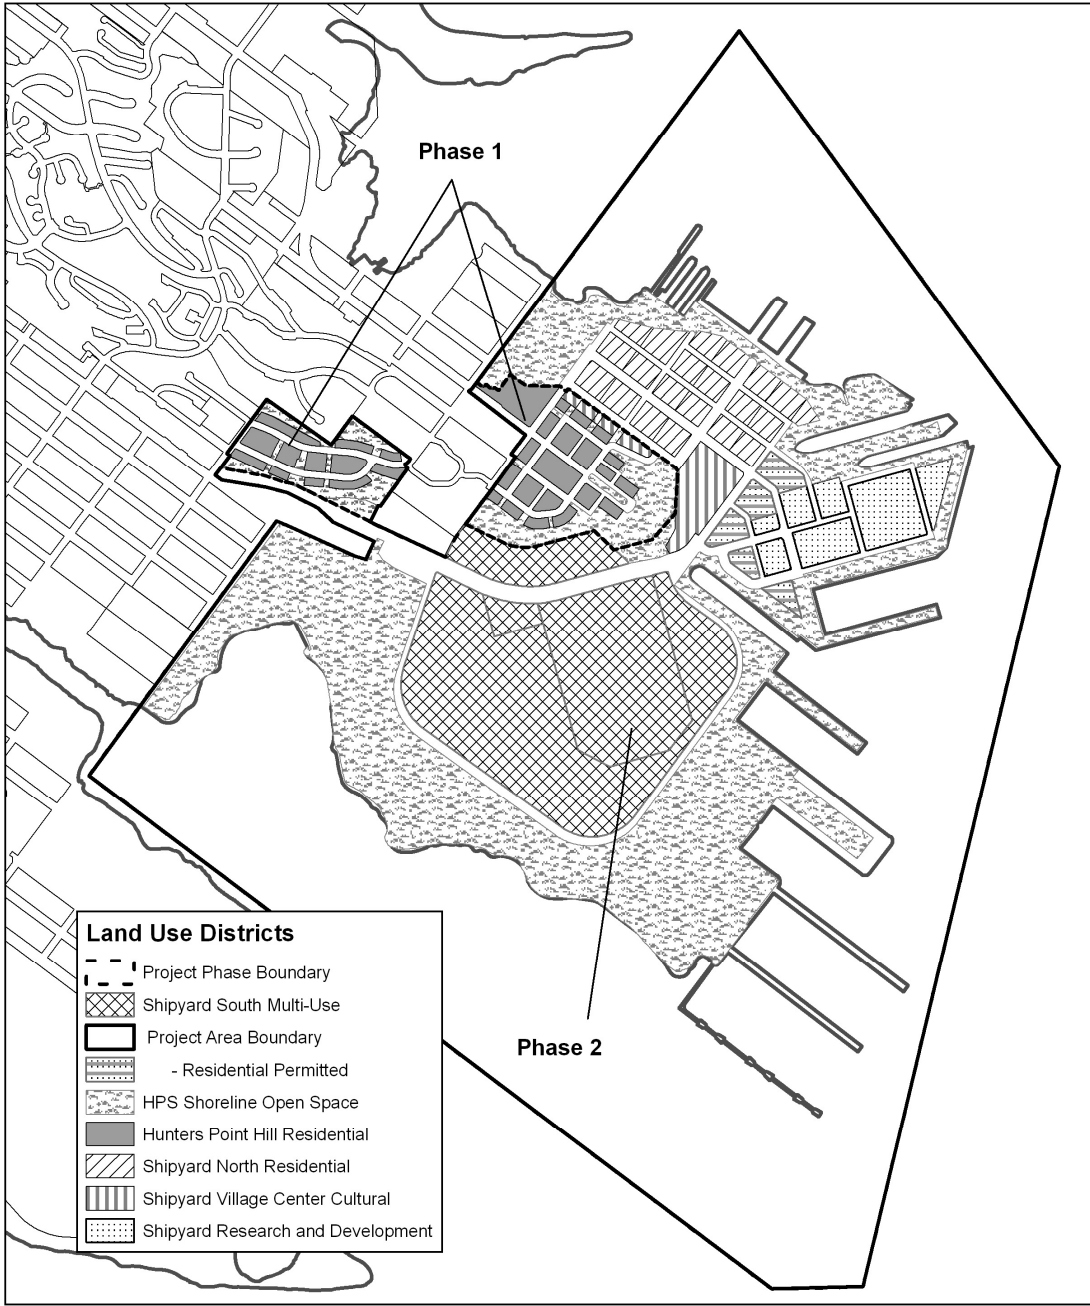 Phase 1
Phase 2
Land Use Districts
Project Phase Boundary
Shipyard South Multi-Use
Project Area Boundary
- Residential Permitted
HPS Shoreline Open Space
Hunters Point Hill Residential
Shipyard North Residential
Shipyard Village Center Cultural
Shipyard Research and Development